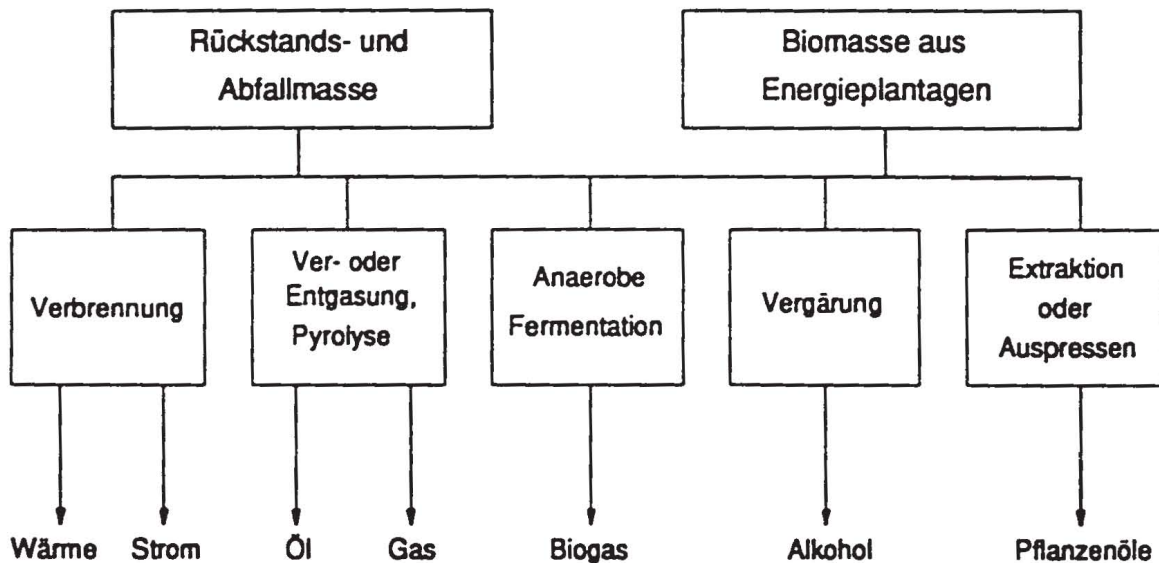 Rückstands- und
Abfallmasse
Biomasse aus
Energieplantagen
Verbrennung
Ver- oder
Entgasung,
Pyrolyse
Anaerobe
Fermentation
Vergärung
Extraktion
oder
Auspressen
Wärme
Strom
Öl
Gas
Biogas
Alkohol
Pflanzenöle